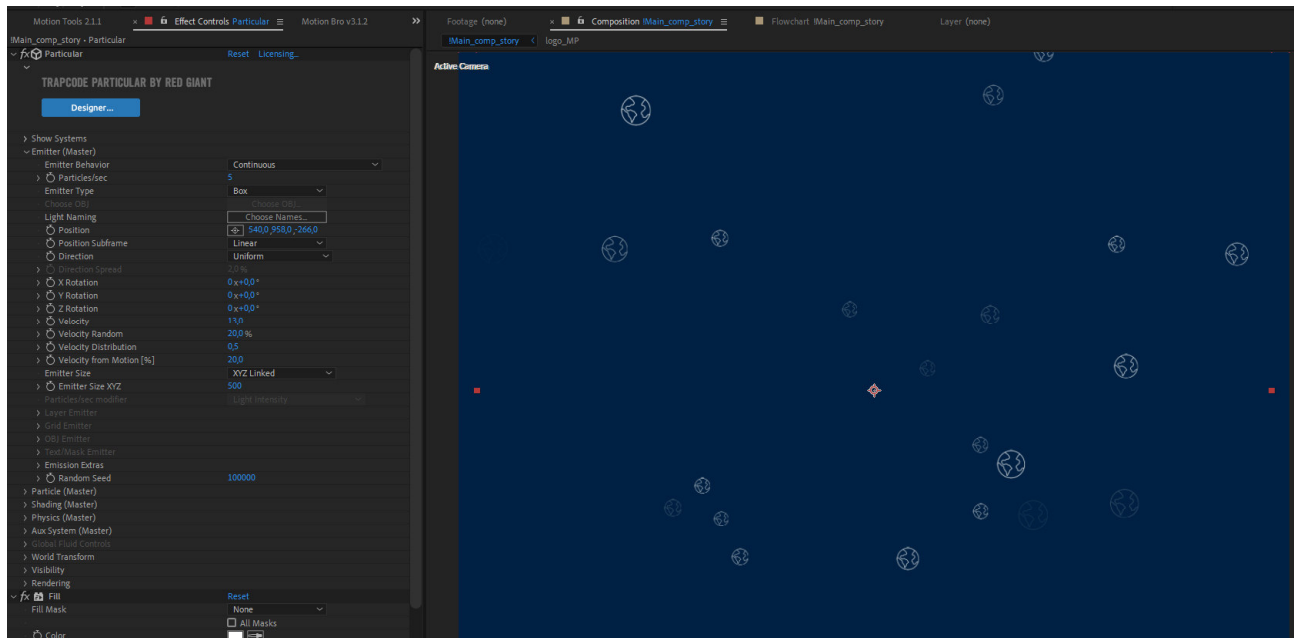 Motion Tools 2.1.1 × Effect Controls Particular ≡ Motion Bro v3.1.2 »
!Main_comp_story • Particular
fx Particular Reset Licensing...
TRAPCODE PARTICULAR BY RED GIANT
Designer...
Show Systems
Emitter (Master)
Emitter Behavior Continuous
Particles/sec 5
Emitter Type Box
Choose OBJ Choose OBJ...
Light Naming Choose Names...
Position 540,0,958,0,-266,0
Position Subframe Linear
Direction Uniform
Direction Spread 2,0 %
X Rotation 0x+0,0°
Y Rotation 0x+0,0°
Z Rotation 0x+0,0°
Velocity 13,0
Velocity Random 20,0 %
Velocity Distribution 0,5
Velocity from Motion [%] 20,0
Emitter Size XYZ Linked
Emitter Size XYZ 500
Particles/sec modifier Light Intensity
Layer Emitter
Grid Emitter
OBJ Emitter
Text/Mask Emitter
Emission Extras
Random Seed 100000
Particle (Master)
Shading (Master)
Physics (Master)
Aux System (Master)
Global Fluid Controls
World Transform
Visibility
Rendering
fx Fill Reset
Fill Mask None
All Masks
Color
Footage (none) × Composition !Main_comp_story ≡ Flowchart !Main_comp_story Layer (none)
!Main_comp_story < logo_MP
Active Camera